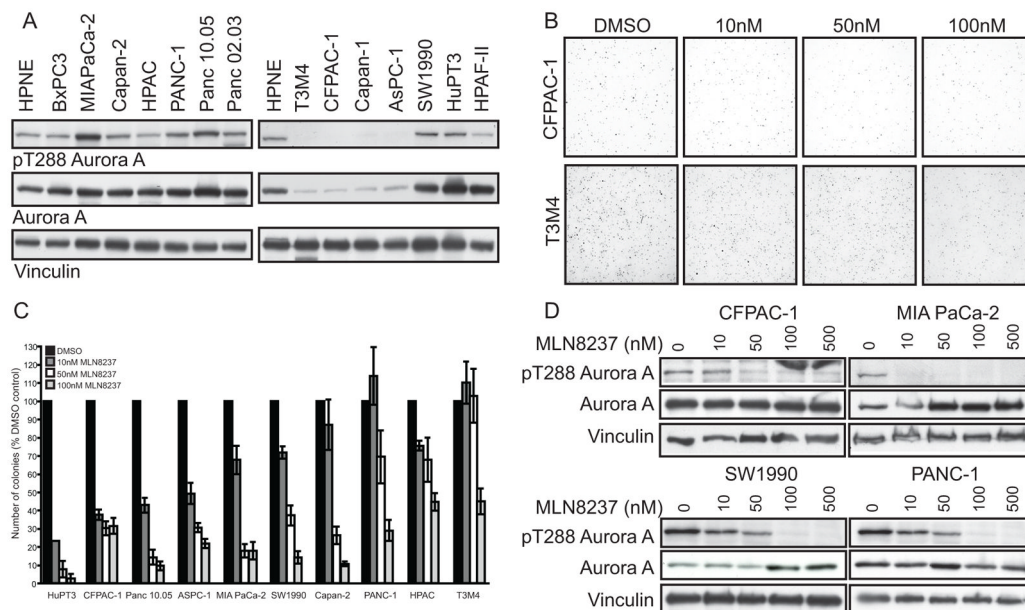 A
HPNE
BxPC3
MIAPaCa-2
Capan-2
HPAC
PANC-1
Panc 10.05
Panc 02.03
HPNE
T3M4
CFPAC-1
Capan-1
AsPC-1
SW1990
HuPT3
HPAF-II
pT288 Aurora A
Aurora A
Vinculin
B
DMSO 10nM 50nM 100nM
CFPAC-1
T3M4
C
Number of colonies (% DMSO control)
130
120
110
100
90
80
70
60
50
40
30
20
10
0
DMSO
10nM MLN8237
50nM MLN8237
100nM MLN8237
HuPT3 CFPAC-1 Panc 10.05 ASPC-1 MIA PaCa-2 SW1990 Capan-2 PANC-1 HPAC T3M4
D
CFPAC-1 MIA PaCa-2
MLN8237 (nM) 0 10 50 100 500 0 10 50 100 500
pT288 Aurora A
Aurora A
Vinculin
SW1990 PANC-1
MLN8237 (nM) 0 10 50 100 500 0 10 50 100 500
pT288 Aurora A
Aurora A
Vinculin